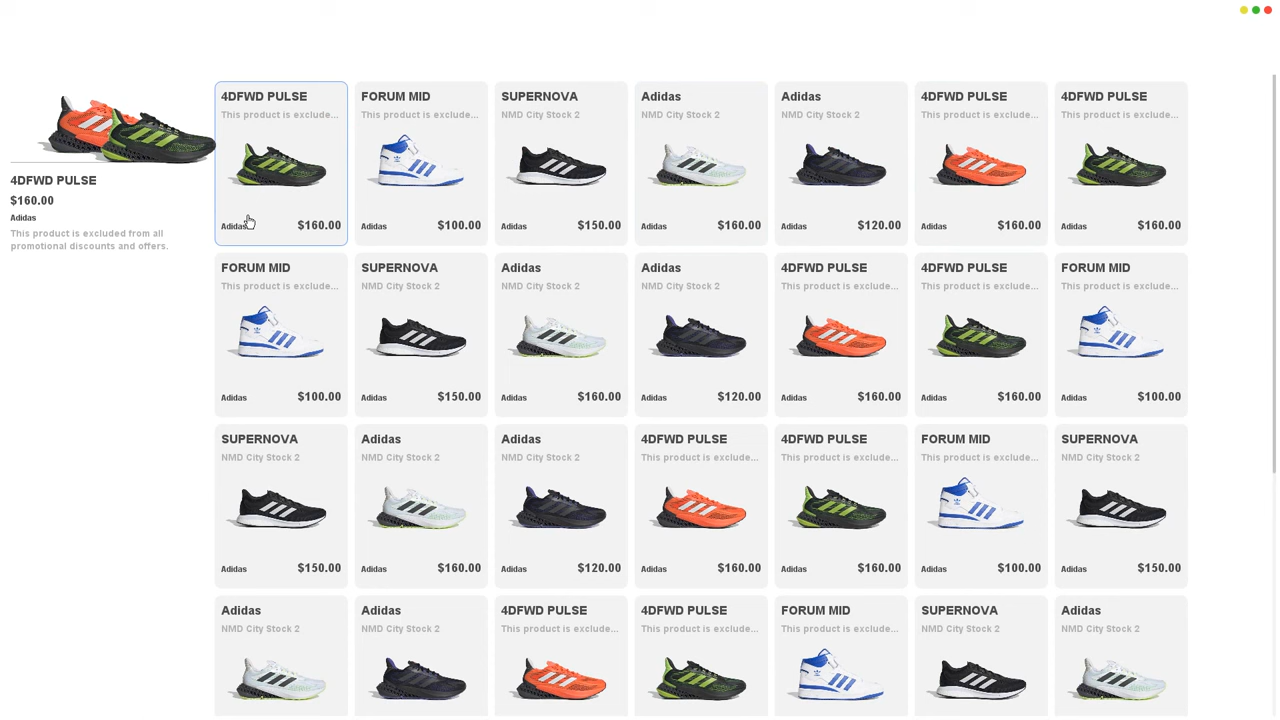 4DFWD PULSE
$160.00
Adidas
This product is excluded from all
promotional discounts and offers.
4DFWD PULSE
This product is exclude...
Adidas
$160.00
FORUM MID
This product is exclude...
Adidas
$100.00
SUPERNOVA
NMD City Stock 2
Adidas
$150.00
Adidas
NMD City Stock 2
Adidas
$160.00
Adidas
NMD City Stock 2
Adidas
$120.00
4DFWD PULSE
This product is exclude...
Adidas
$160.00
4DFWD PULSE
This product is exclude...
Adidas
$160.00
FORUM MID
This product is exclude...
Adidas
$100.00
SUPERNOVA
NMD City Stock 2
Adidas
$150.00
Adidas
NMD City Stock 2
Adidas
$160.00
Adidas
NMD City Stock 2
Adidas
$120.00
4DFWD PULSE
This product is exclude...
Adidas
$160.00
4DFWD PULSE
This product is exclude...
Adidas
$160.00
FORUM MID
This product is exclude...
Adidas
$100.00
SUPERNOVA
NMD City Stock 2
Adidas
$150.00
Adidas
NMD City Stock 2
Adidas
$160.00
Adidas
NMD City Stock 2
Adidas
$120.00
4DFWD PULSE
This product is exclude...
Adidas
$160.00
4DFWD PULSE
This product is exclude...
Adidas
$160.00
FORUM MID
This product is exclude...
Adidas
$100.00
SUPERNOVA
NMD City Stock 2
Adidas
$150.00
Adidas
NMD City Stock 2
Adidas
NMD City Stock 2
4DFWD PULSE
This product is exclude...
4DFWD PULSE
This product is exclude...
FORUM MID
This product is exclude...
SUPERNOVA
NMD City Stock 2
Adidas
NMD City Stock 2